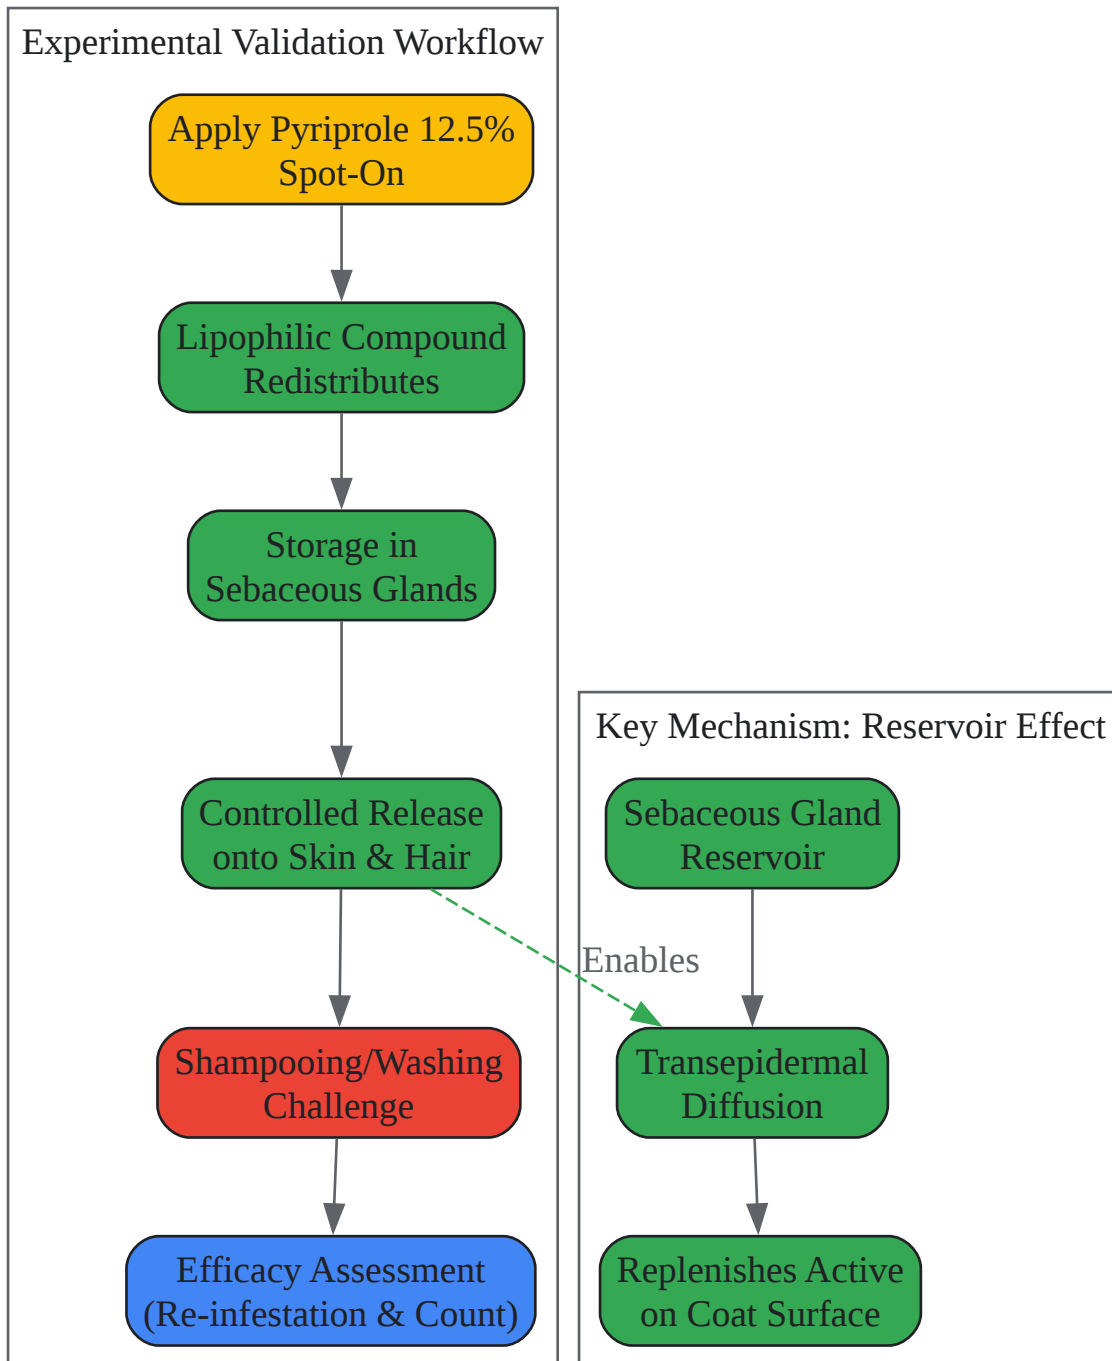 Experimental Validation Workflow
Apply Pyriprole 12.5%
Spot-On
Lipophilic Compound
Redistributes
Storage in
Sebaceous Glands
Controlled Release
onto Skin & Hair
Shampooing/Washing
Challenge
Efficacy Assessment
(Re-infestation & Count)
Key Mechanism: Reservoir Effect
Sebaceous Gland
Reservoir
Enables
Transepidermal
Diffusion
Replenishes Active
on Coat Surface